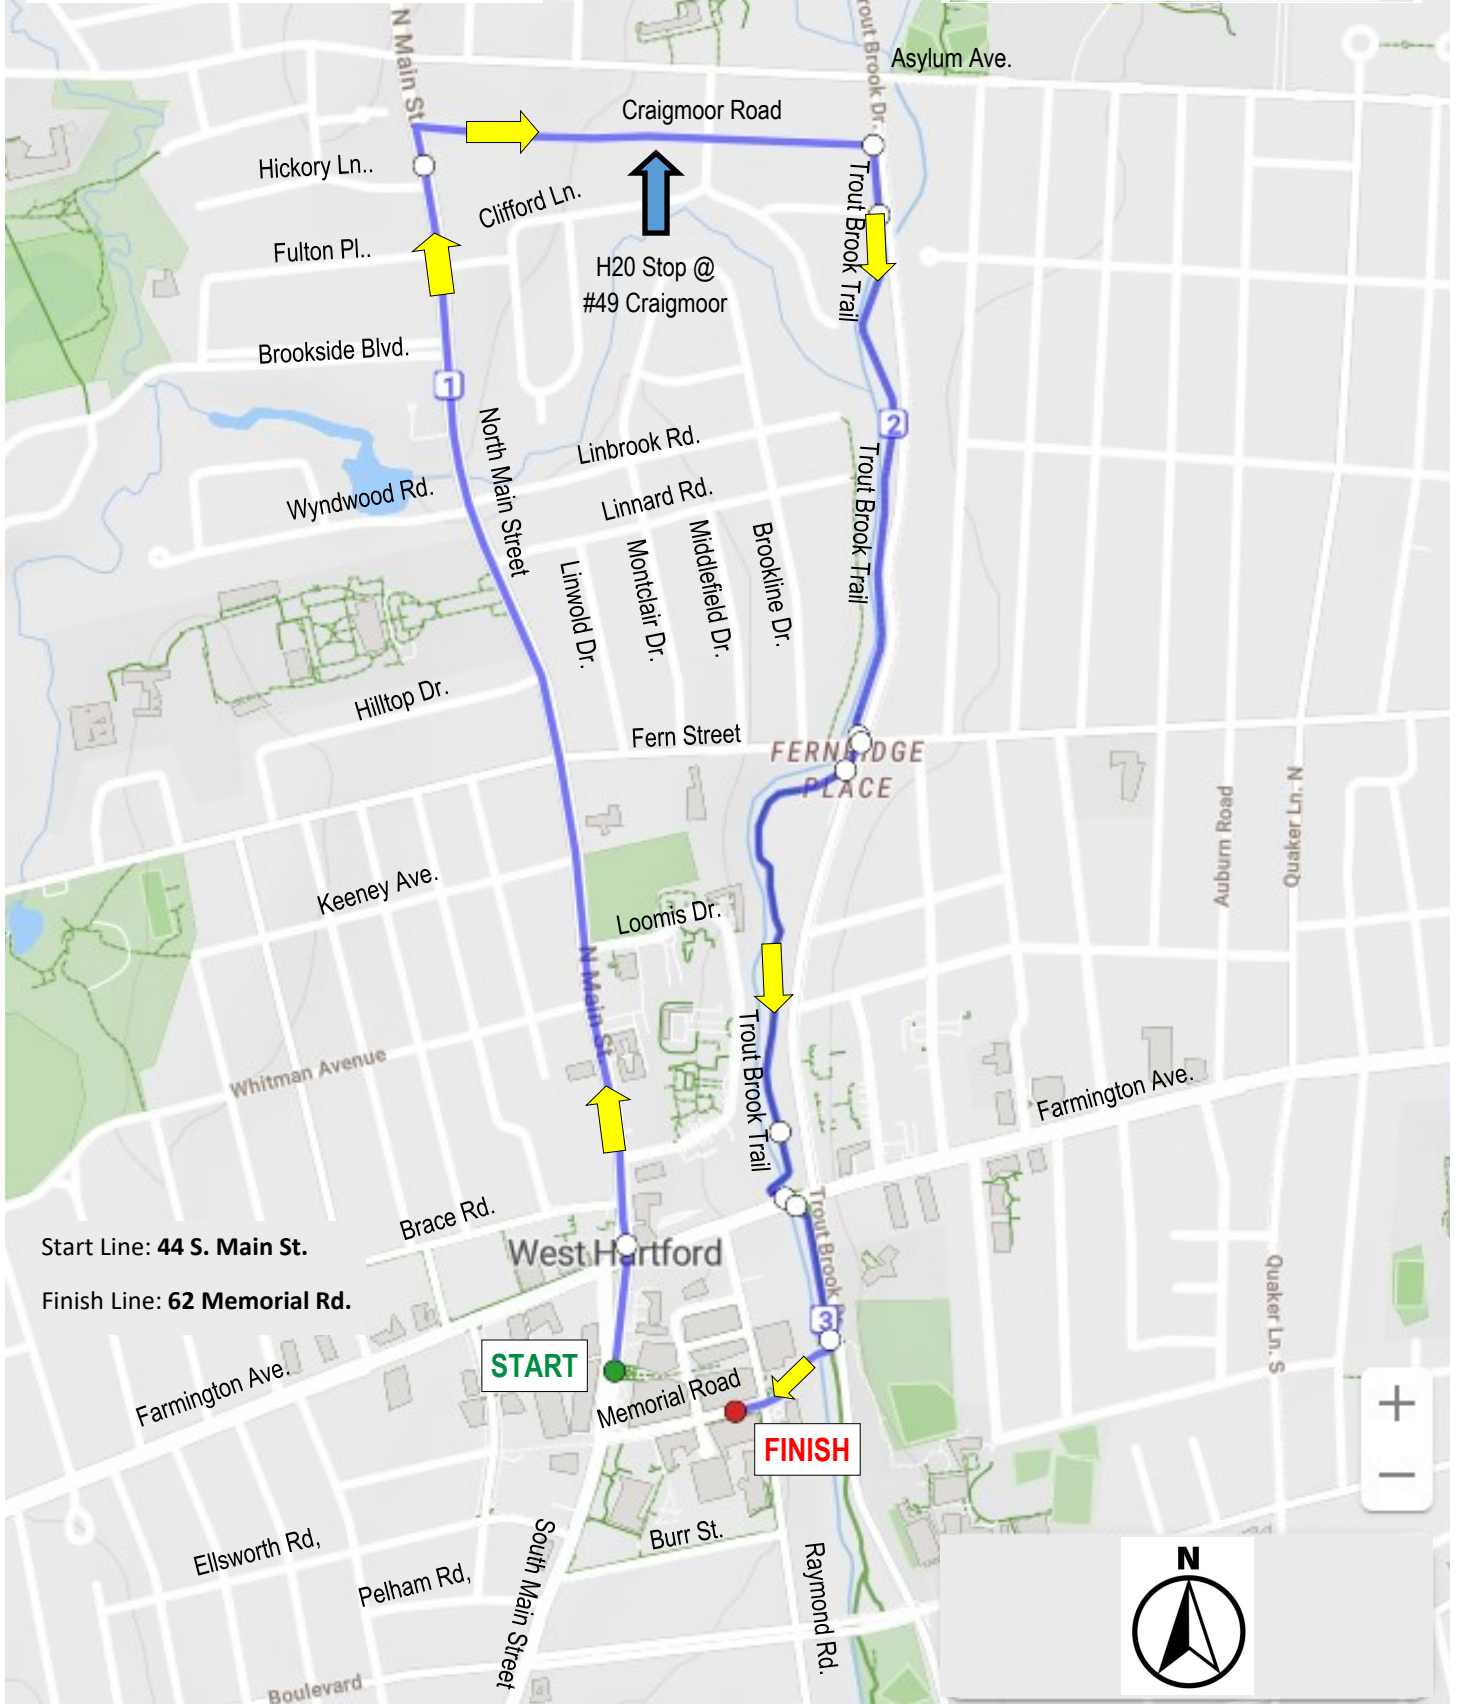 N Main St.
rout Brook Dr.
Asylum Ave.
Craigmoor Road
Hickory Ln..
Clifford Ln.
Trout Brook Trail
Fulton Pl..
H20 Stop @
#49 Craigmoor
Brookside Blvd.
1
2
North Main Street
Linbrook Rd.
Trout Brook Trail
Wyndwood Rd.
Linnard Rd.
Linwold Dr.
Montclair Dr.
Middlefield Dr.
Brookline Dr.
Hilltop Dr.
Fern Street
FERN IDGE
PLACE
Auburn Road
Quaker Ln. N
Keeney Ave.
Loomis Dr.
N Main St.
Trout Brook Trail
Whitman Avenue
Farmington Ave.
Brace Rd.
Trout Brook D
West Hartford
Start Line: 44 S. Main St.
Finish Line: 62 Memorial Rd.
Quaker Ln. S
3
START
Farmington Ave.
Memorial Road
FINISH
+
−
Burr St.
Ellsworth Rd,
Pelham Rd,
South Main Street
Raymond Rd.
N
Boulevard